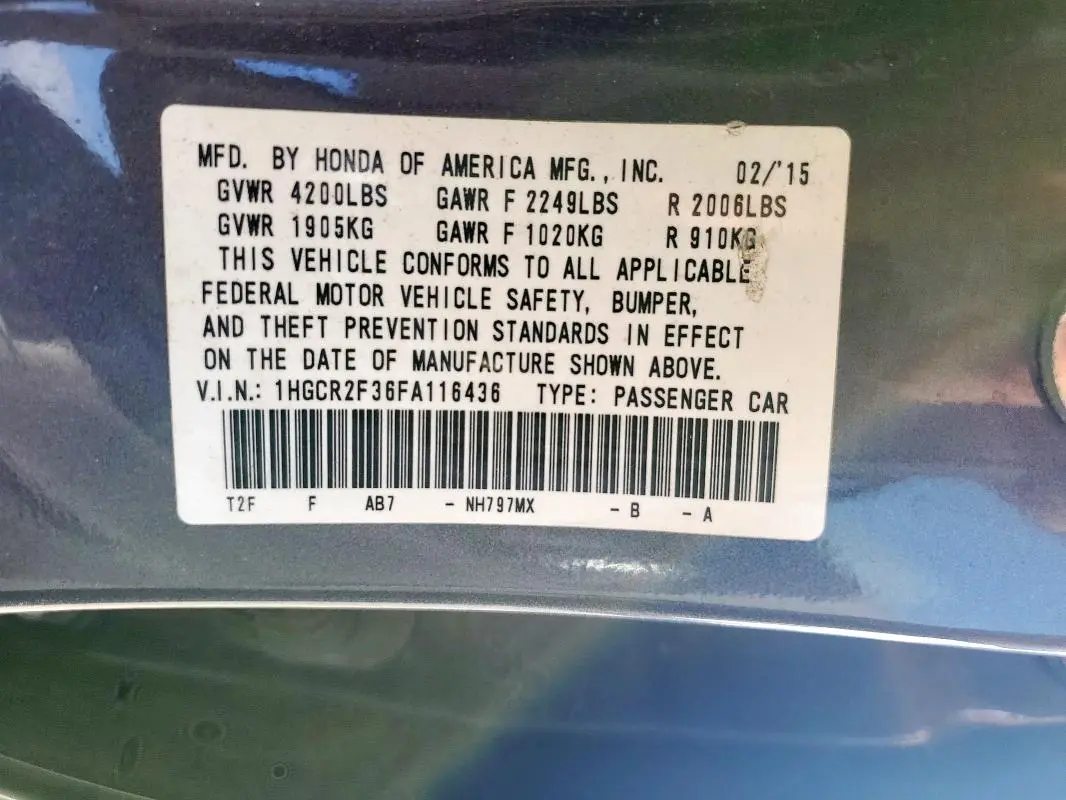 MFD. BY HONDA OF AMERICA MFG., INC. 02/'15
GVWR 4200LBS GAWR F 2249LBS R 2006LBS
GVWR 1905KG GAWR F 1020KG R 910KG
THIS VEHICLE CONFORMS TO ALL APPLICABLE
FEDERAL MOTOR VEHICLE SAFETY, BUMPER,
AND THEFT PREVENTION STANDARDS IN EFFECT
ON THE DATE OF MANUFACTURE SHOWN ABOVE.
V.I.N.: 1HGCR2F36FA116436 TYPE: PASSENGER CAR
T2F F AB7 - NH797MX - B - A